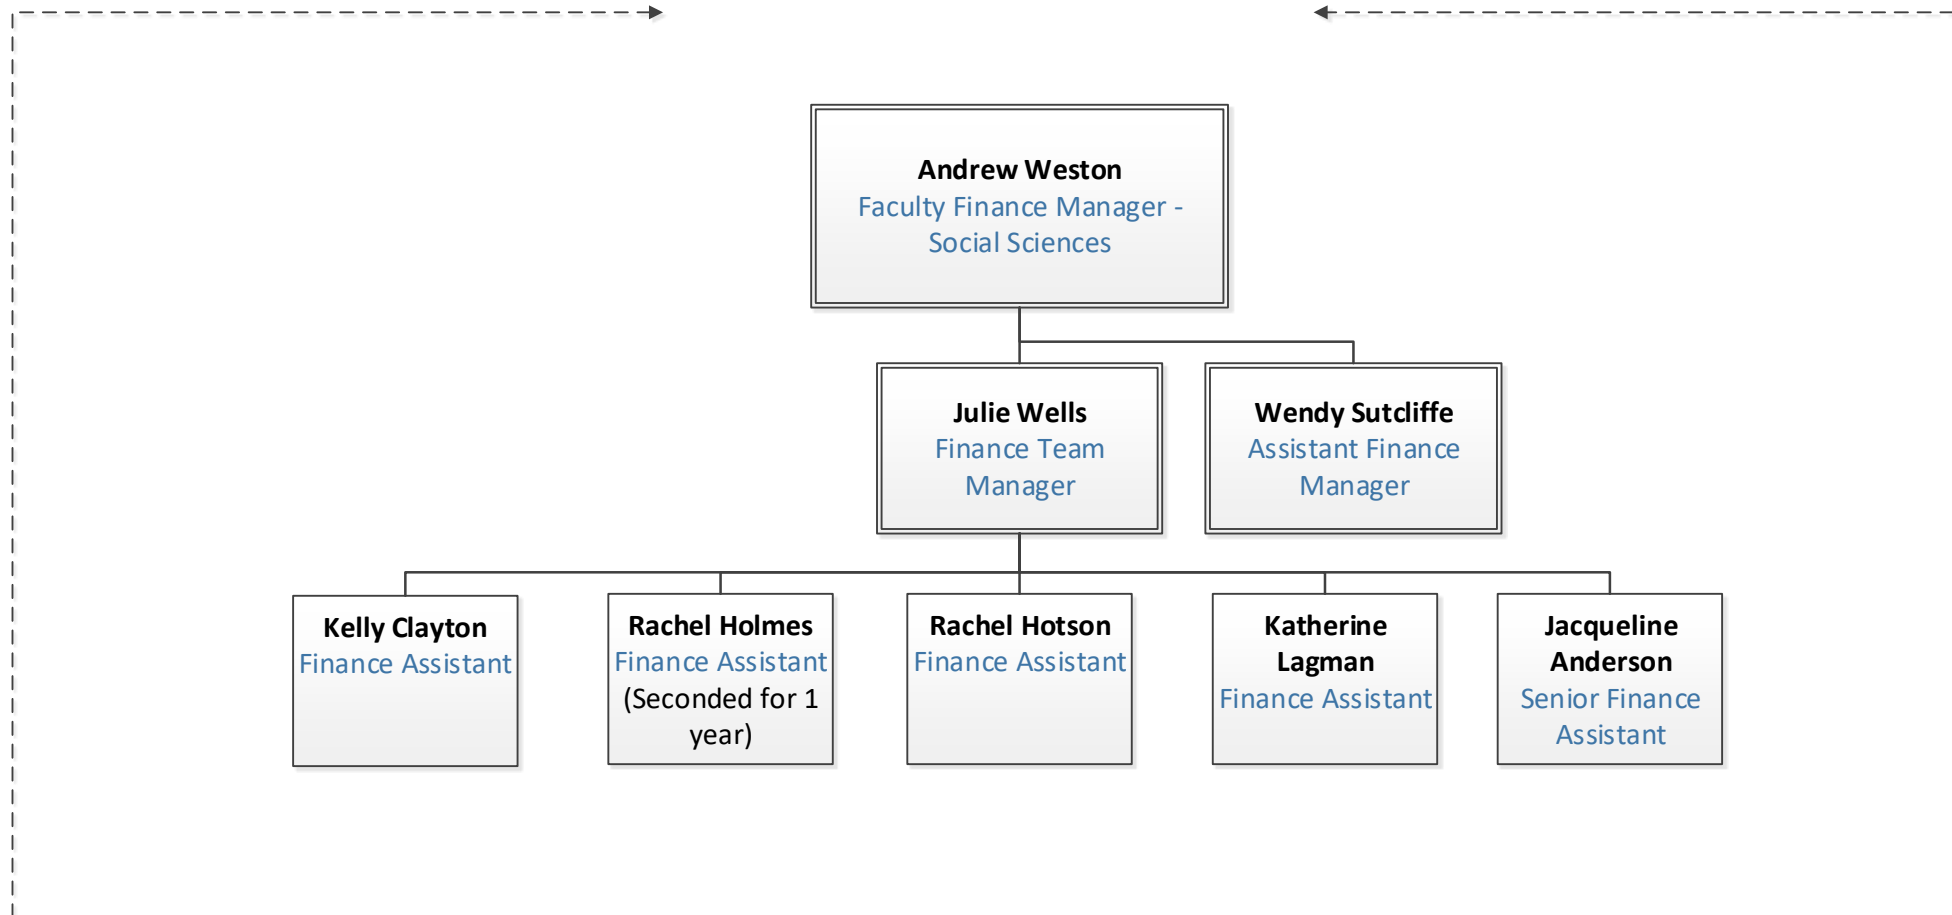 Andrew Weston
Faculty Finance Manager -
Social Sciences
Julie Wells
Finance Team
Manager
Wendy Sutcliffe
Assistant Finance
Manager
Kelly Clayton
Finance Assistant
Rachel Holmes
Finance Assistant
(Seconded for 1
year)
Rachel Hotson
Finance Assistant
Katherine
Lagman
Finance Assistant
Jacqueline
Anderson
Senior Finance
Assistant